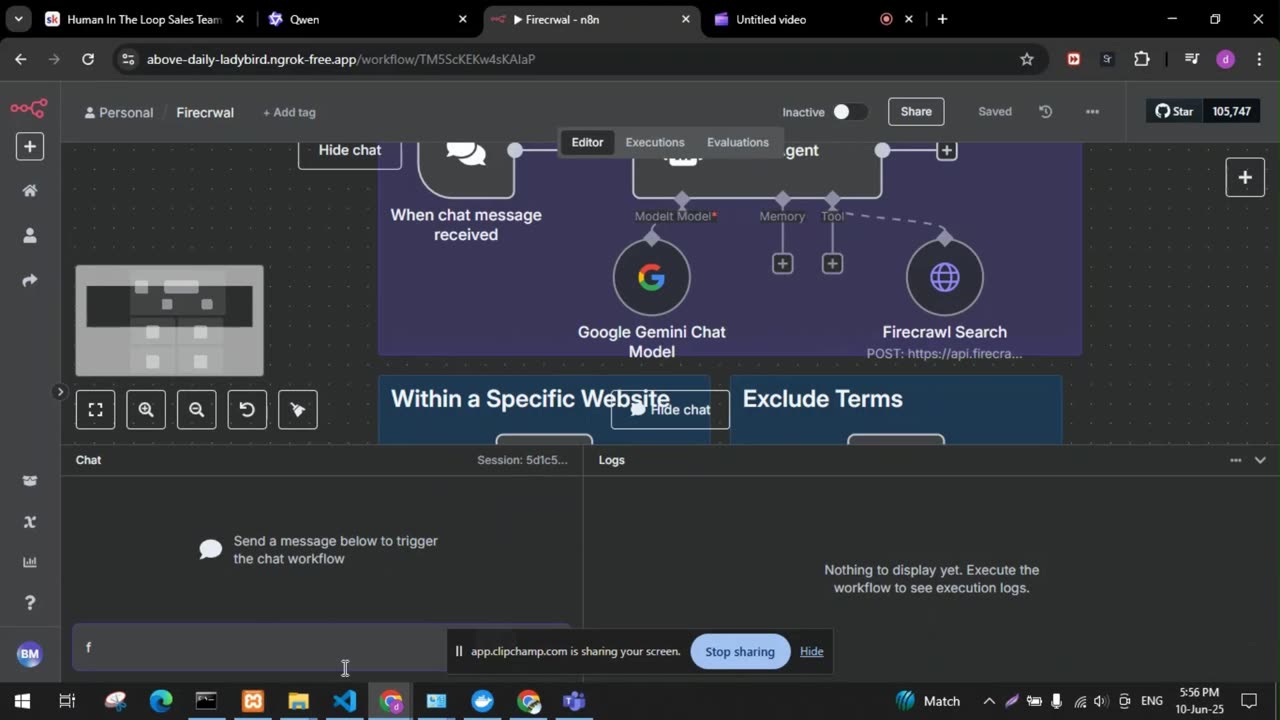 Human In The Loop Sales Team
Qwen
Firecrwal - n8n
Untitled video
above-daily-ladybird.ngrok-free.app/workflow/TM5ScKEKw4sKAIaP
Personal / Firecrwal + Add tag
Inactive
Share
Saved
Star 105,747
Editor Executions Evaluations
Hide chat
gent
When chat message
received
Model
Model*
Memory
Tool
Google Gemini Chat
Model
Firecrawl Search
POST: https://api.firecra...
Within a Specific Website
Hide chat
Exclude Terms
Chat
Session: 5d1c5...
Logs
Send a message below to trigger
the chat workflow
Nothing to display yet. Execute the
workflow to see execution logs.
f
app.clipchamp.com is sharing your screen.
Stop sharing
Hide
BM
Match
ENG
5:56 PM
10-Jun-25